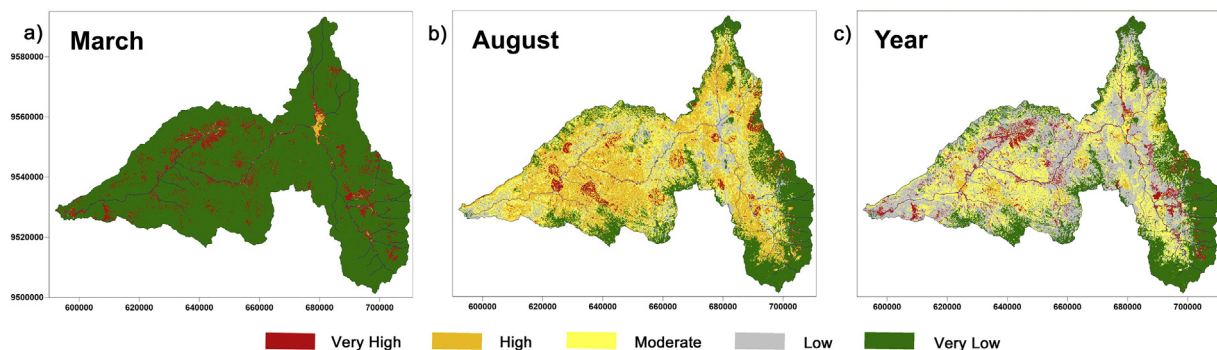 a) March
b) August
c) Year
9580000
9560000
9540000
9520000
9500000
600000 620000 640000 660000 680000 700000
600000 620000 640000 660000 680000 700000
600000 620000 640000 660000 680000 700000
Very High
High
Moderate
Low
Very Low